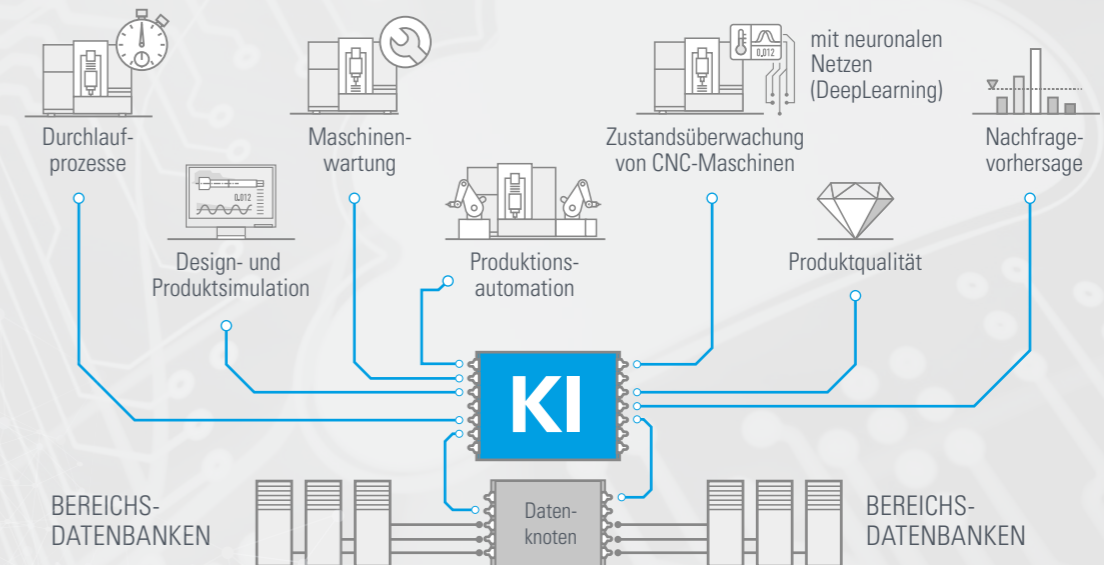 0,012
mit neuronalen
Netzen
(DeepLearning)
Durchlauf-
prozesse
Maschinen-
wartung
Zustandsüberwachung
von CNC-Maschinen
Nachfrage-
vorhersage
0.012
Design- und
Produktsimulation
Produktions-
automation
Produktqualität
KI
BEREICHS-
DATENBANKEN
Daten-
knoten
BEREICHS-
DATENBANKEN